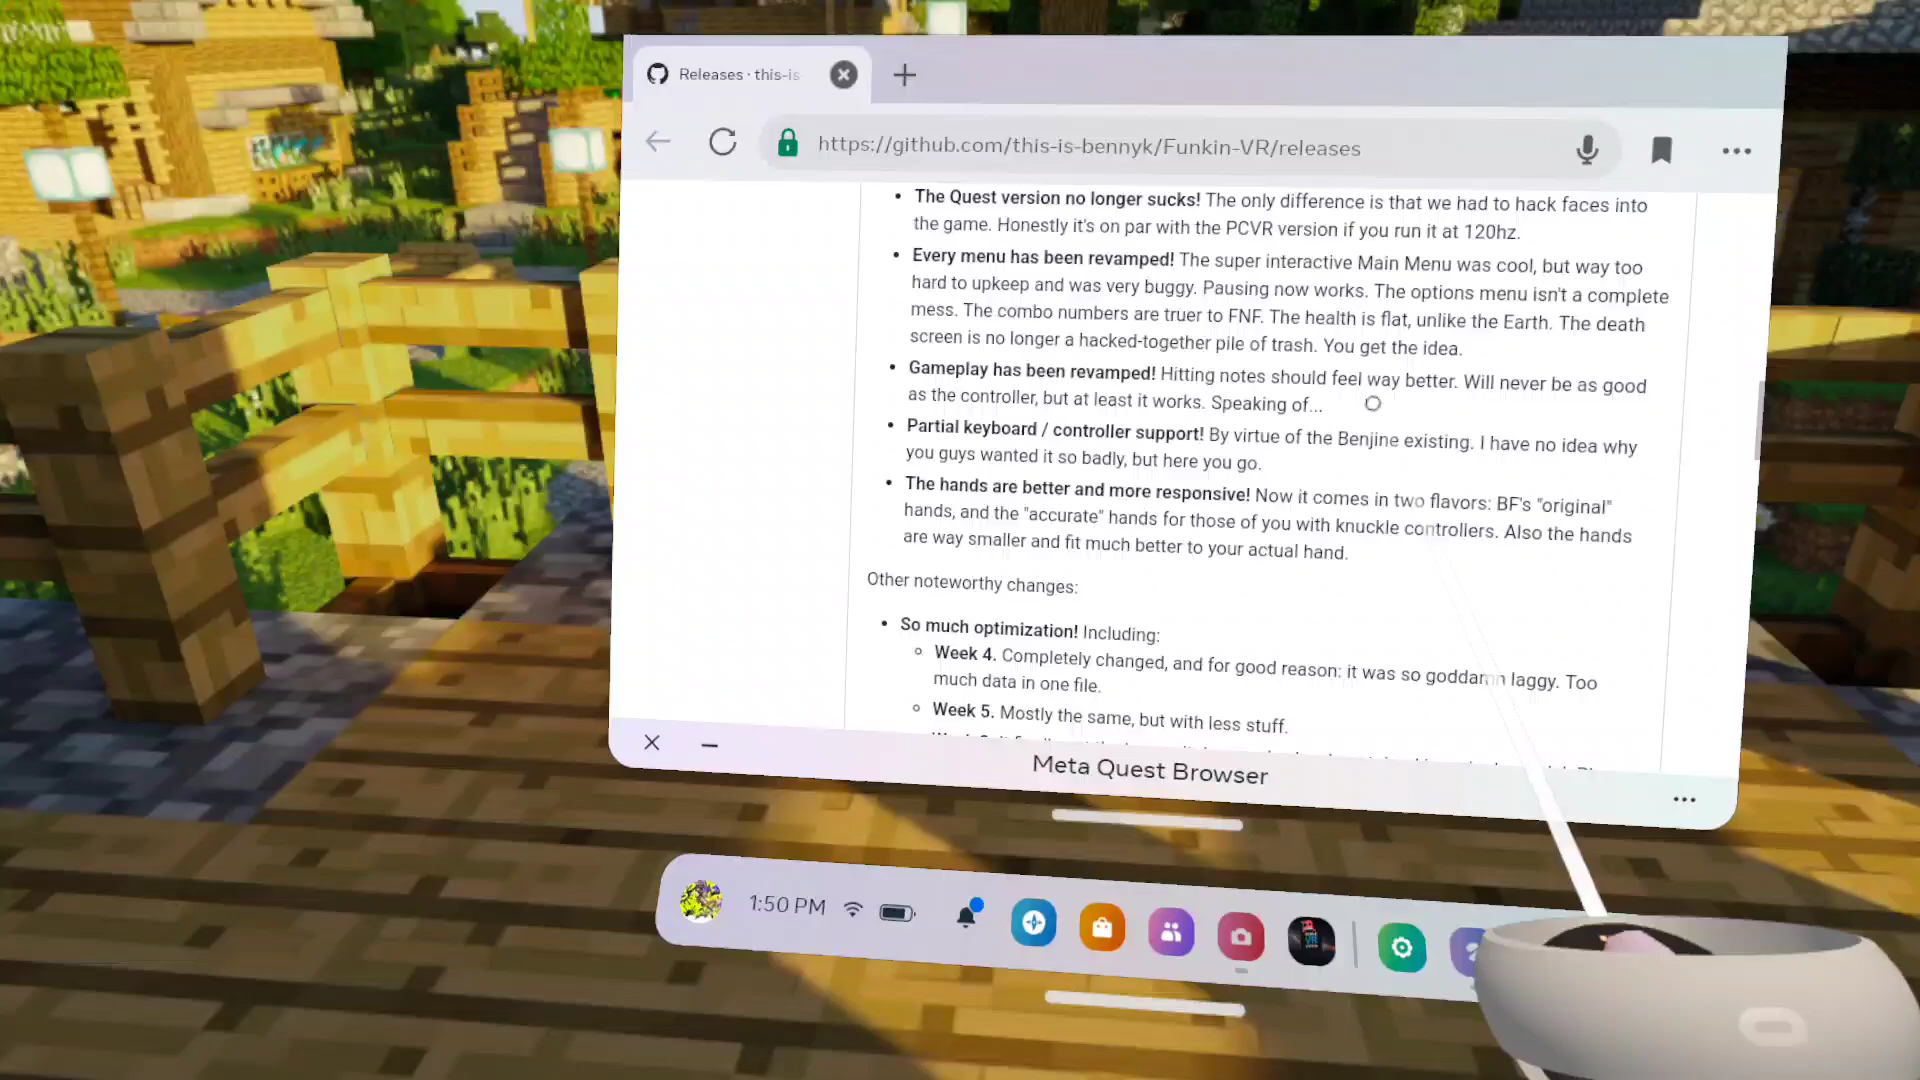 Releases · this-is-
https://github.com/this-is-bennyk/Funkin-VR/releases
The Quest version no longer sucks! The only difference is that we had to hack faces into
the game. Honestly it's on par with the PCVR version if you run it at 120hz.
Every menu has been revamped! The super interactive Main Menu was cool, but way too
hard to upkeep and was very buggy. Pausing now works. The options menu isn't a complete
mess. The combo numbers are truer to FNF. The health is flat, unlike the Earth. The death
screen is no longer a hacked-together pile of trash. You get the idea.
Gameplay has been revamped! Hitting notes should feel way better. Will never be as good
as the controller, but at least it works. Speaking of...
Partial keyboard / controller support! By virtue of the Benjine existing. I have no idea why
you guys wanted it so badly, but here you go.
The hands are better and more responsive! Now it comes in two flavors: BF's "original"
hands, and the "accurate" hands for those of you with knuckle controllers. Also the hands
are way smaller and fit much better to your actual hand.
Other noteworthy changes:
So much optimization! Including:
Week 4. Completely changed, and for good reason: it was so goddamn laggy. Too
much data in one file.
Week 5. Mostly the same, but with less stuff.
Meta Quest Browser
1:50 PM